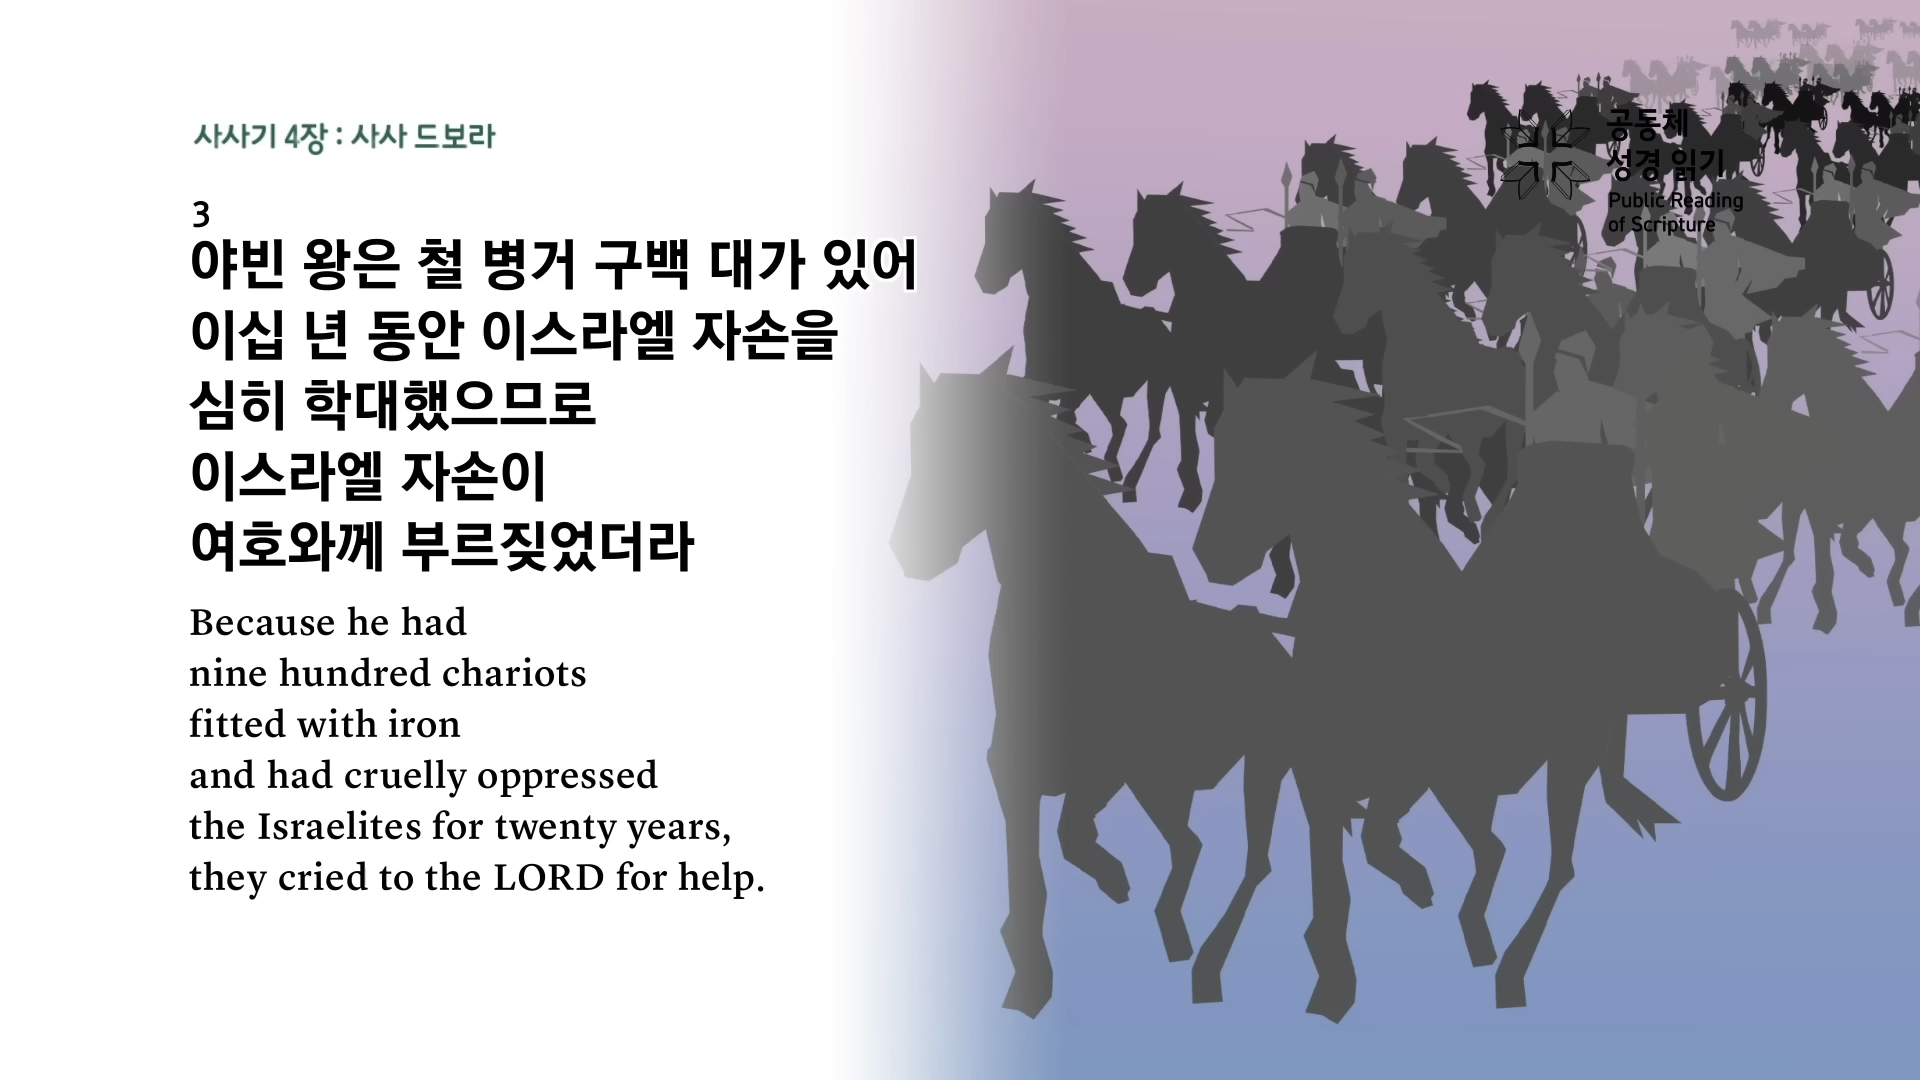 사사기 4장 : 사사 드보라
3
야빈 왕은 철 병거 구백 대가 있어
이십 년 동안 이스라엘 자손을
심히 학대했으므로
이스라엘 자손이
여호와께 부르짖었더라
Because he had
nine hundred chariots
fitted with iron
and had cruelly oppressed
the Israelites for twenty years,
they cried to the LORD for help.
공동체
성경 읽기
Public Reading
of Scripture